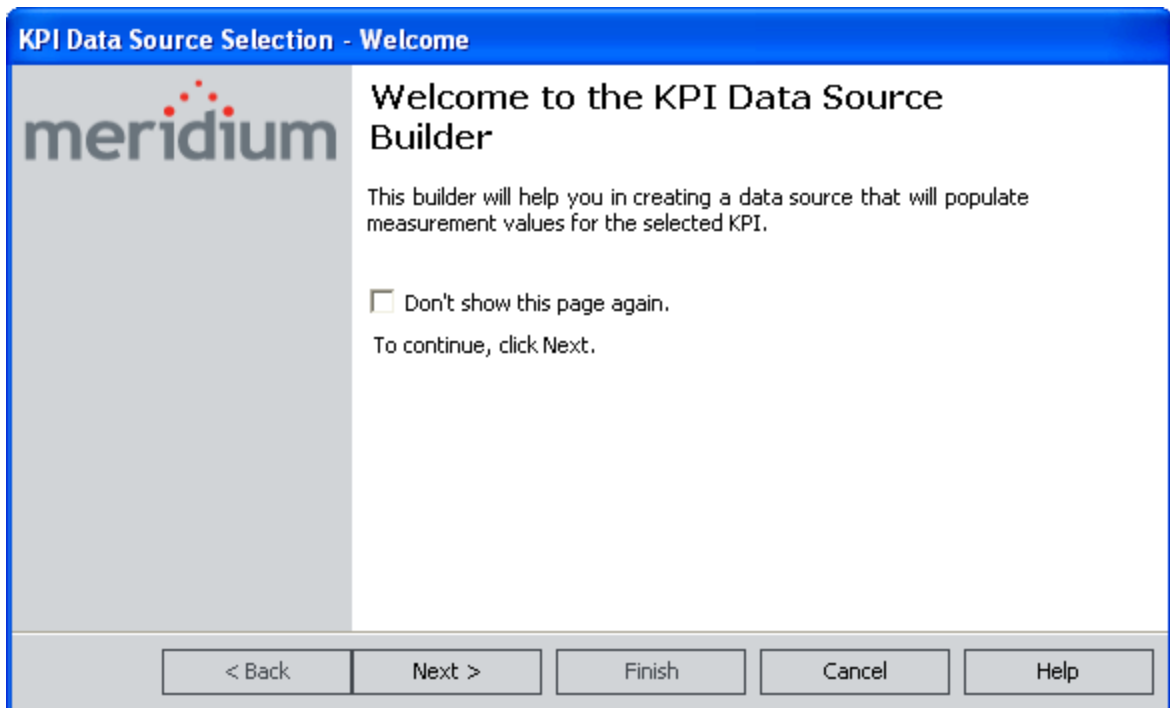 KPI Data Source Selection - Welcome
meridium
Welcome to the KPI Data Source
Builder
This builder will help you in creating a data source that will populate
measurement values for the selected KPI.
Don't show this page again.
To continue, click Next.
< Back
Next >
Finish
Cancel
Help